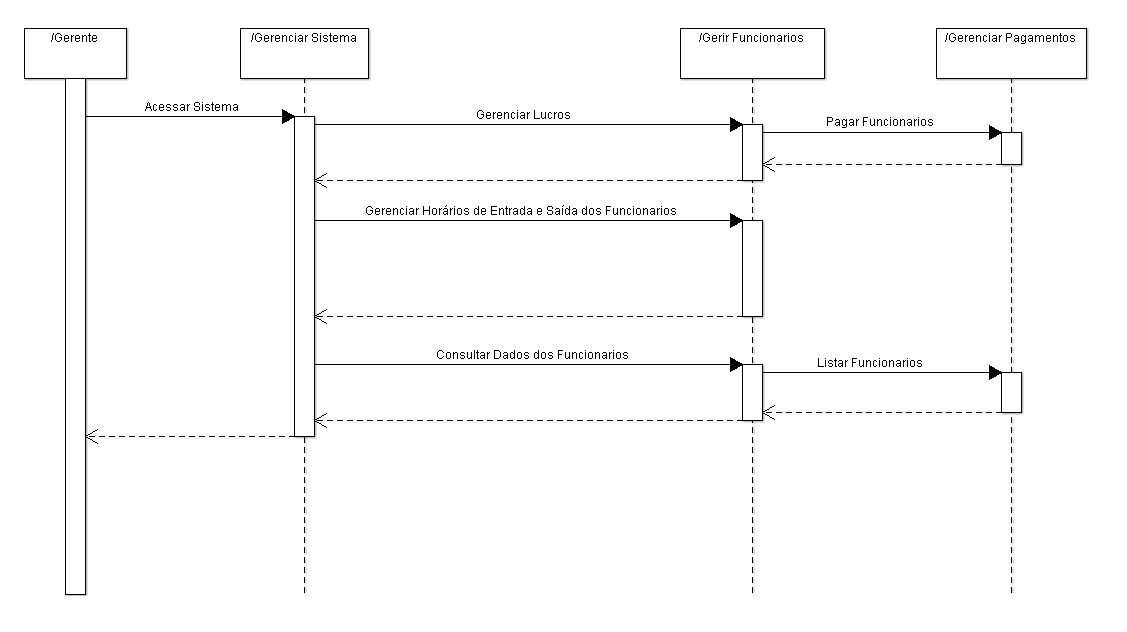 /Gerente
/Gerenciar Sistema
/Gerir Funcionarios
/Gerenciar Pagamentos
Acessar Sistema
Gerenciar Lucros
Pagar Funcionarios
Gerenciar Horários de Entrada e Saída dos Funcionarios
Consultar Dados dos Funcionarios
Listar Funcionarios